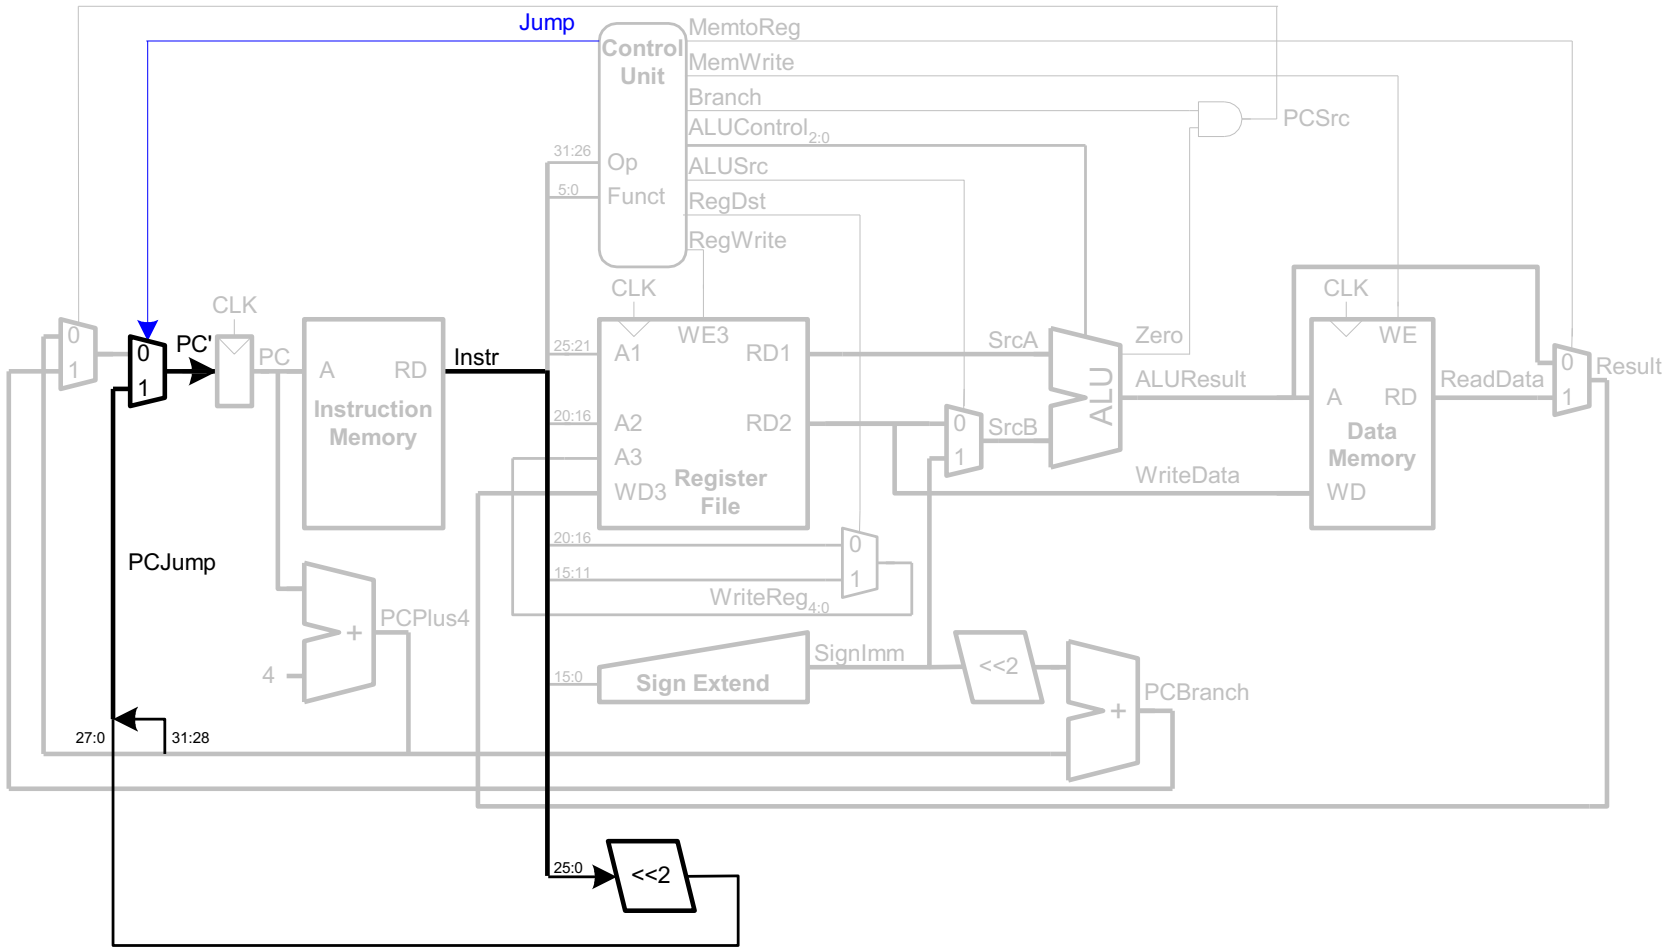 Jump
Control
Unit
MemtoReg
MemWrite
Branch
ALUControl2:0
ALUSrc
RegDst
RegWrite
PCSrc
31:26
Op
5:0
Funct
CLK
CLK
CLK
0
1
0
1
PC'
PC
A
RD
Instruction
Memory
Instr
25:21
A1
WE3
RD1
20:16
A2
RD2
A3
WD3
Register
File
SrcA
0
1
SrcB
ALU
Zero
ALUResult
WriteData
WE
A
RD
Data
Memory
WD
ReadData
0
1
Result
20:16
0
15:11
1
WriteReg4:0
PCJump
PCPlus4
+
4
15:0
Sign Extend
SignImm
<<2
+
PCBranch
27:0
31:28
25:0
<<2